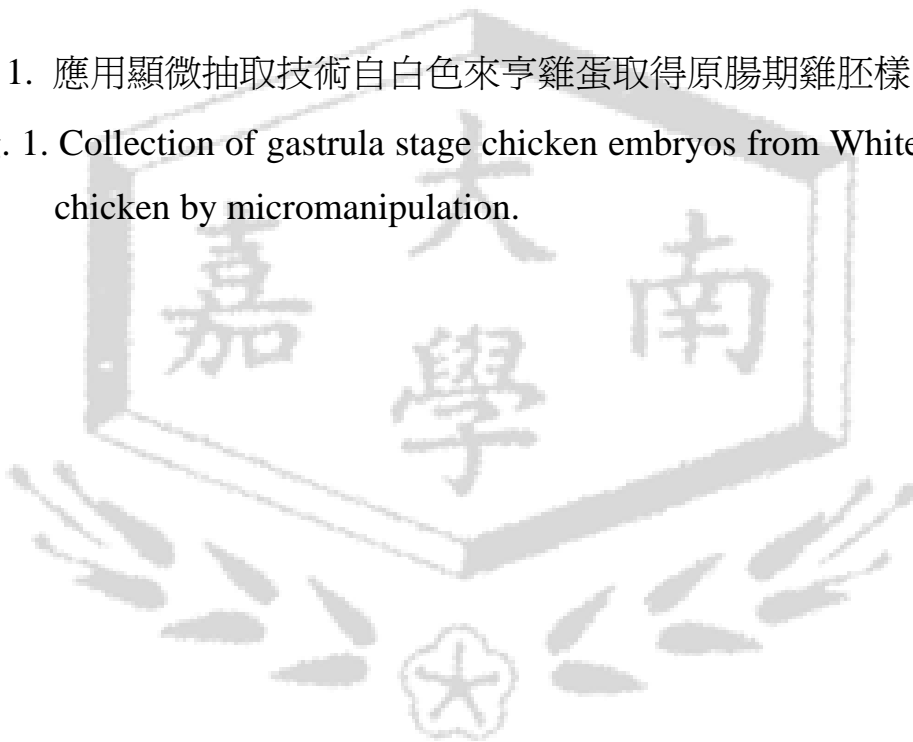 1. 應用顯微抽取技術自白色來亨雞蛋取得原腸期雞胚樣
. 1. Collection of gastrula stage chicken embryos from White
chicken by micromanipulation.
大
嘉 南
學